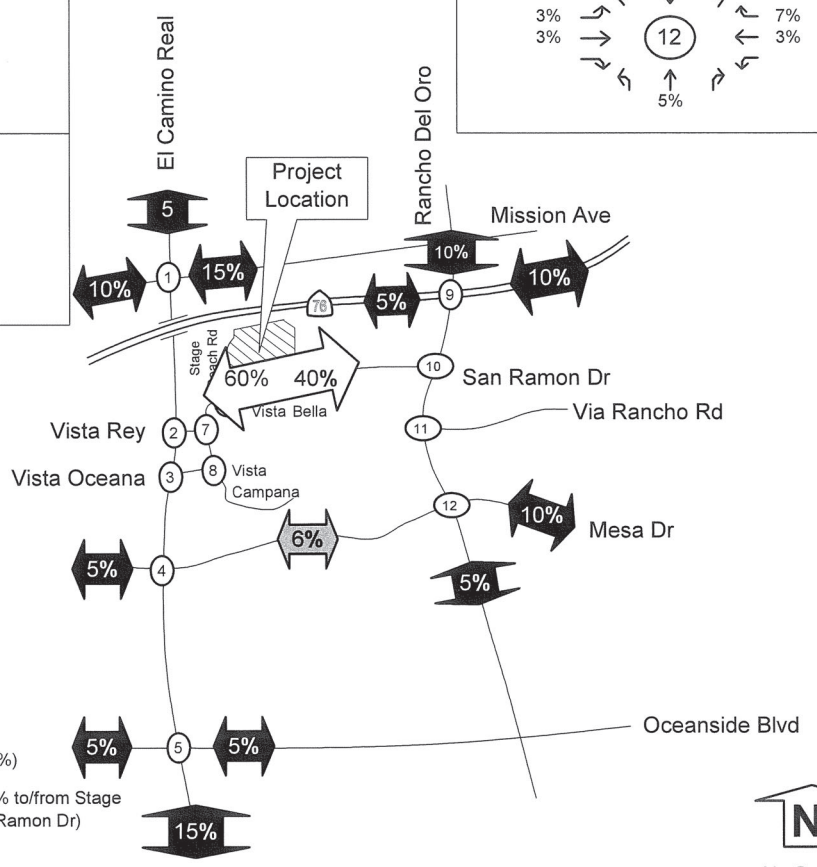 3%
7%
3%
12
3%
5%
El Camino Real
Rancho Del Oro
Project
Location
5
Mission Ave
10%
1
15%
10%
10%
76
5%
9
Stage
60%
40%
10
San Ramon Dr
Vista Bella
Via Rancho Rd
11
Vista Rey
2
7
Vista Oceana
3
8
Vista
Campana
12
10%
Mesa Dr
6%
5%
4
5%
Oceanside Blvd
5%
5
5%
%)
% to/from Stage
Ramon Dr)
15%
N